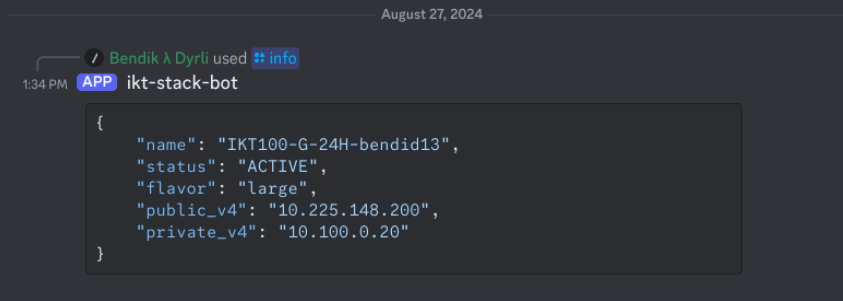 August 27, 2024
Bendik λ Dyrli used info
1:34 PM APP ikt-stack-bot
{
    "name": "IKT100-G-24H-bendid13",
    "status": "ACTIVE",
    "flavor": "large",
    "public_v4": "10.225.148.200",
    "private_v4": "10.100.0.20"
}